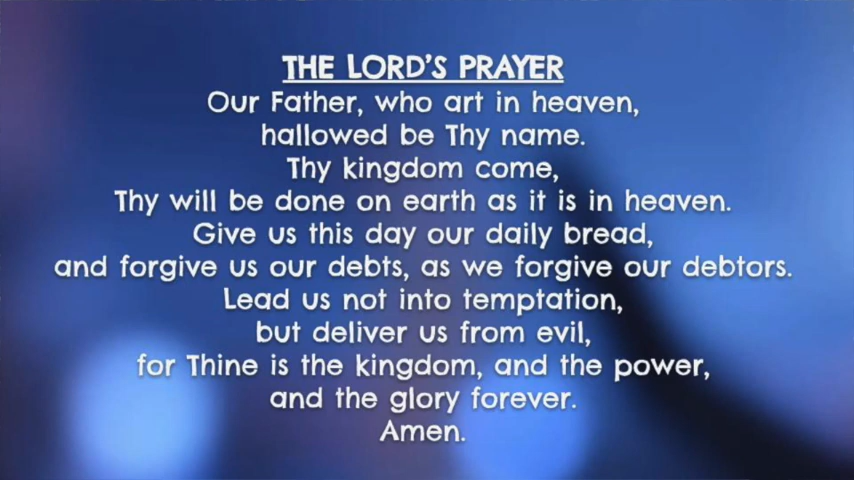 THE LORD'S PRAYER
Our Father, who art in heaven,
hallowed be Thy name.
Thy kingdom come,
Thy will be done on earth as it is in heaven.
Give us this day our daily bread,
and forgive us our debts, as we forgive our debtors.
Lead us not into temptation,
but deliver us from evil,
for Thine is the kingdom, and the power,
and the glory forever.
Amen.